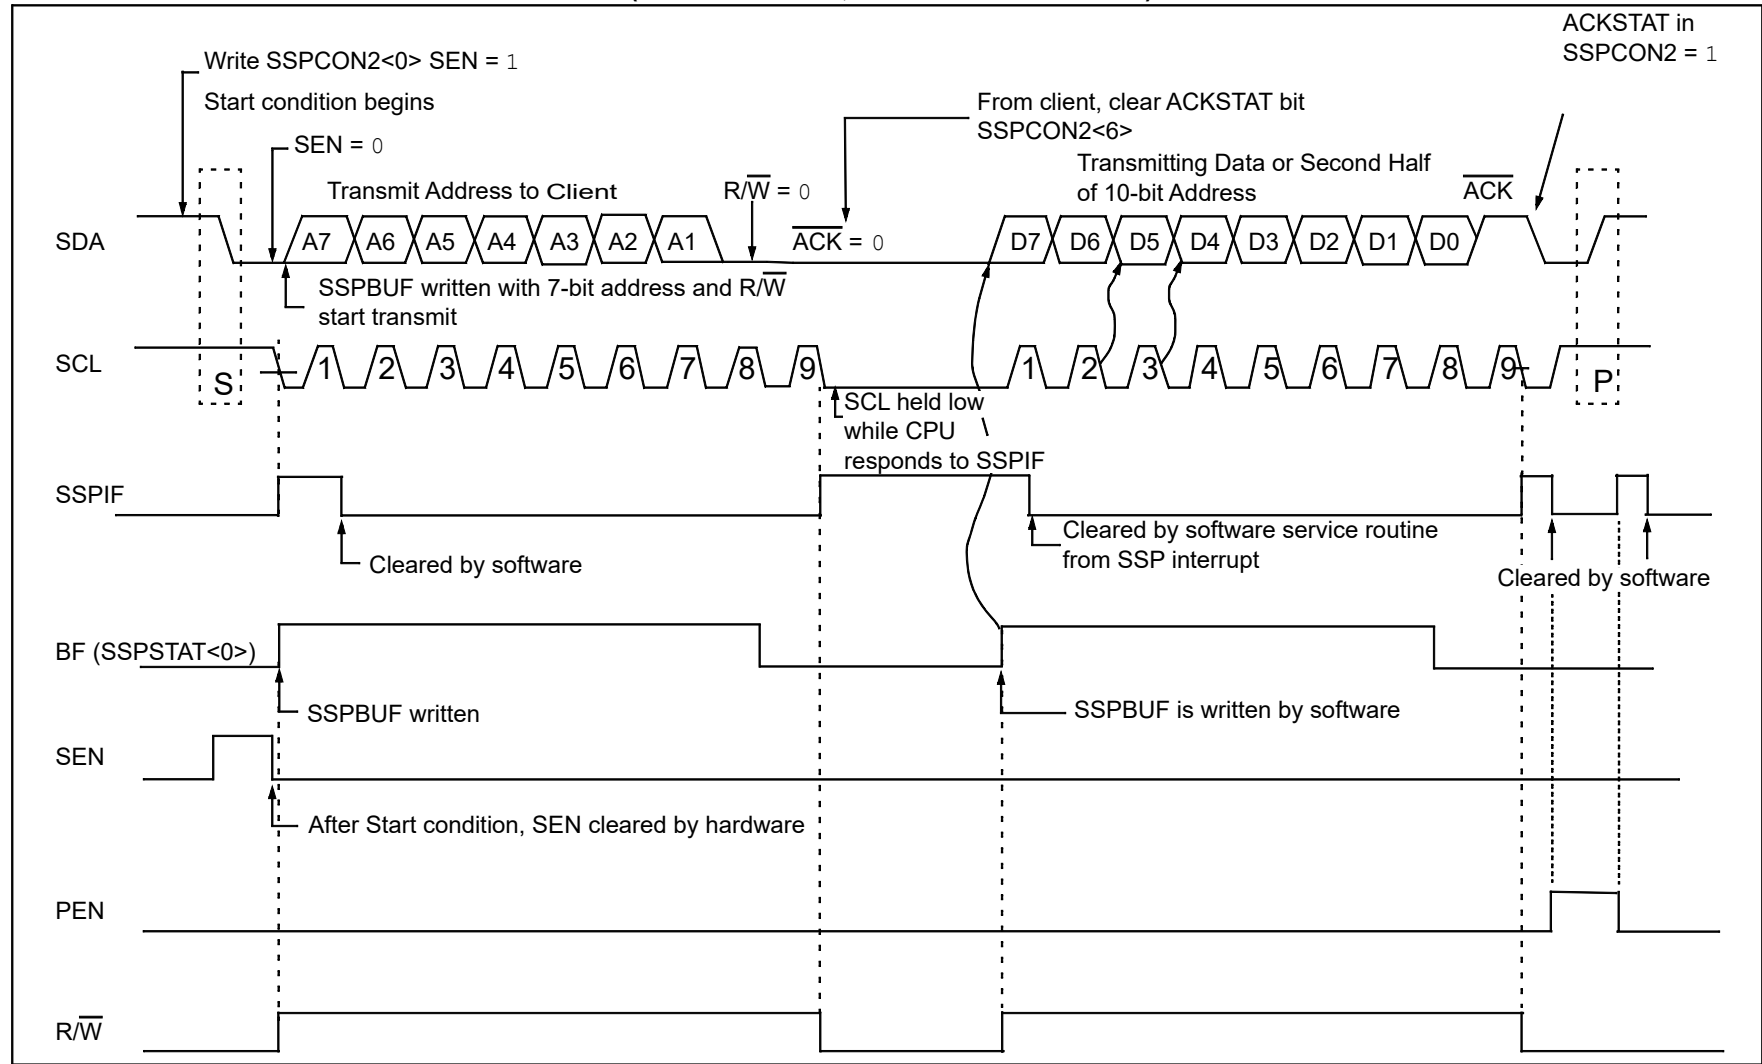 ACKSTAT in
SSPCON2 = 1
Write SSPCON2<0> SEN = 1
Start condition begins
From client, clear ACKSTAT bit
SSPCON2<6>
SEN = 0
Transmitting Data or Second Half
of 10-bit Address
Transmit Address to Client
R/W̅ = 0
A̅C̅K̅
SDA
A7 A6 A5 A4 A3 A2 A1
A̅C̅K̅ = 0
D7 D6 D5 D4 D3 D2 D1 D0
SSPBUF written with 7-bit address and R/W̅
start transmit
SCL
S
1 2 3 4 5 6 7 8 9
1 2 3 4 5 6 7 8 9
P
SCL held low
while CPU
responds to SSPIF
SSPIF
Cleared by software
Cleared by software service routine
from SSP interrupt
Cleared by software
BF (SSPSTAT<0>)
SSPBUF written
SSPBUF is written by software
SEN
After Start condition, SEN cleared by hardware
PEN
R/W̅